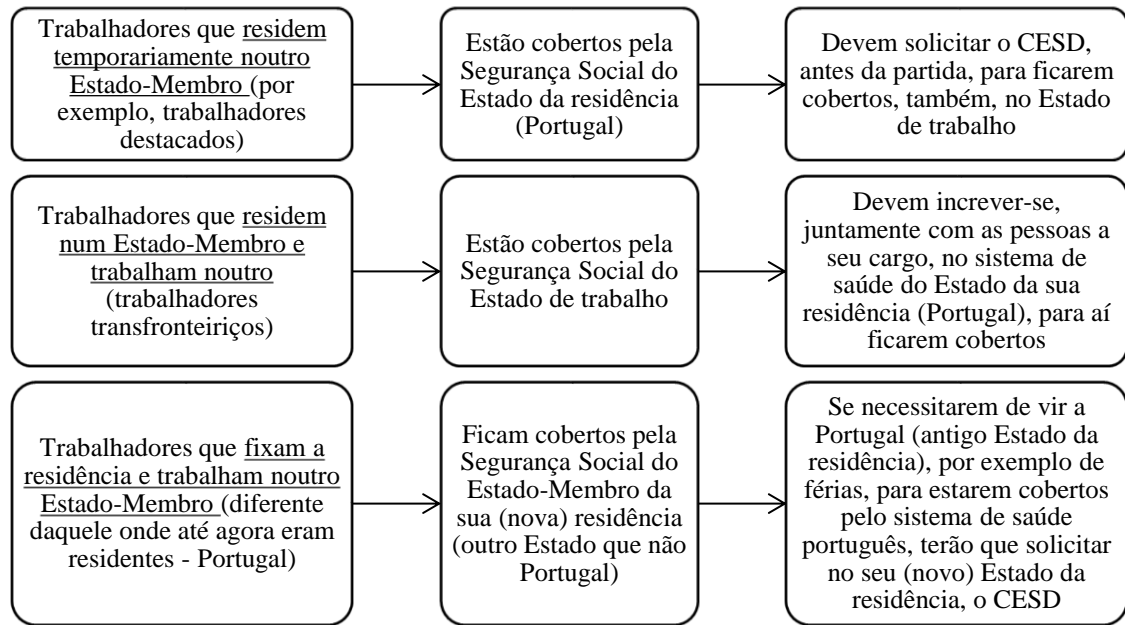 Trabalhadores que residem
temporariamente noutro
Estado-Membro (por
exemplo, trabalhadores
destacados)
Estão cobertos pela
Segurança Social do
Estado da residência
(Portugal)
Devem solicitar o CESD,
antes da partida, para ficarem
cobertos, também, no Estado
de trabalho
Trabalhadores que residem
num Estado-Membro e
trabalham noutro
(trabalhadores
transfronteiriços)
Estão cobertos pela
Segurança Social do
Estado de trabalho
Devem increver-se,
juntamente com as pessoas a
seu cargo, no sistema de
saúde do Estado da sua
residência (Portugal), para aí
ficarem cobertos
Trabalhadores que fixam a
residência e trabalham noutro
Estado-Membro (diferente
daquele onde até agora eram
residentes - Portugal)
Ficam cobertos pela
Segurança Social do
Estado-Membro da
sua (nova) residência
(outro Estado que não
Portugal)
Se necessitarem de vir a
Portugal (antigo Estado da
residência), por exemplo de
férias, para estarem cobertos
pelo sistema de saúde
português, terão que solicitar
no seu (novo) Estado da
residência, o CESD